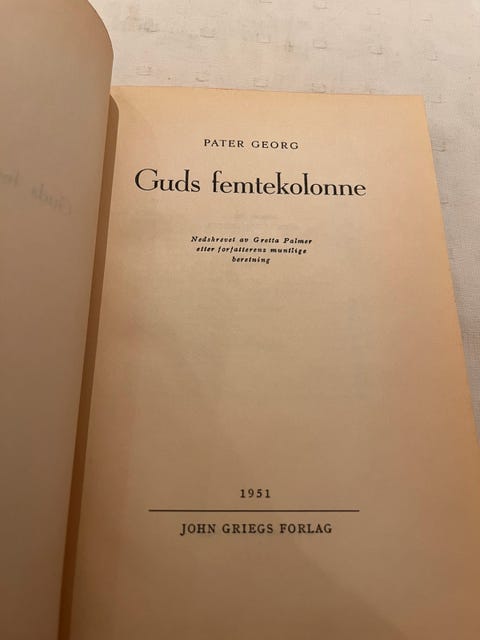 PATER GEORG
Guds femtekolonne
Nedskrevet av Gretta Palmer
etter forfatterens muntlige
beretning
1951
JOHN GRIEGS FORLAG